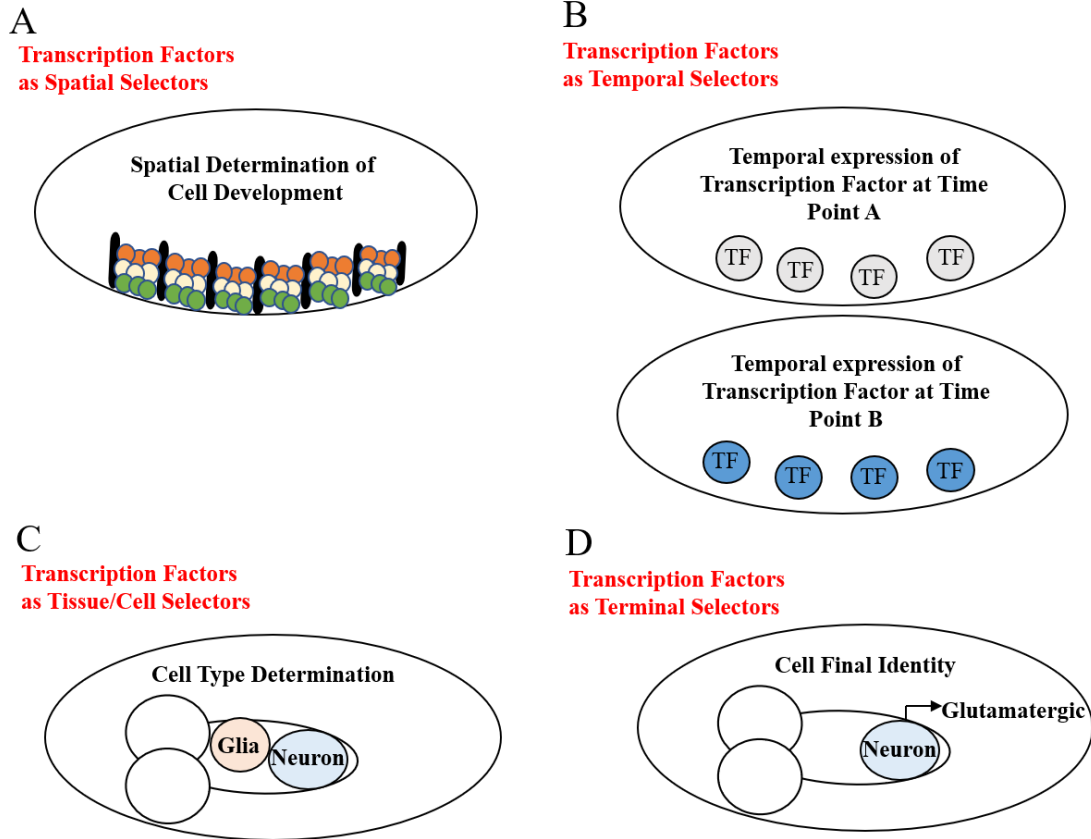 A
Transcription Factors
as Spatial Selectors
Spatial Determination of
Cell Development
B
Transcription Factors
as Temporal Selectors
Temporal expression of
Transcription Factor at Time
Point A
TF
TF
TF
TF
Temporal expression of
Transcription Factor at Time
Point B
TF
TF
TF
TF
C
Transcription Factors
as Tissue/Cell Selectors
Cell Type Determination
Glia
Neuron
D
Transcription Factors
as Terminal Selectors
Cell Final Identity
Glutamatergic
Neuron